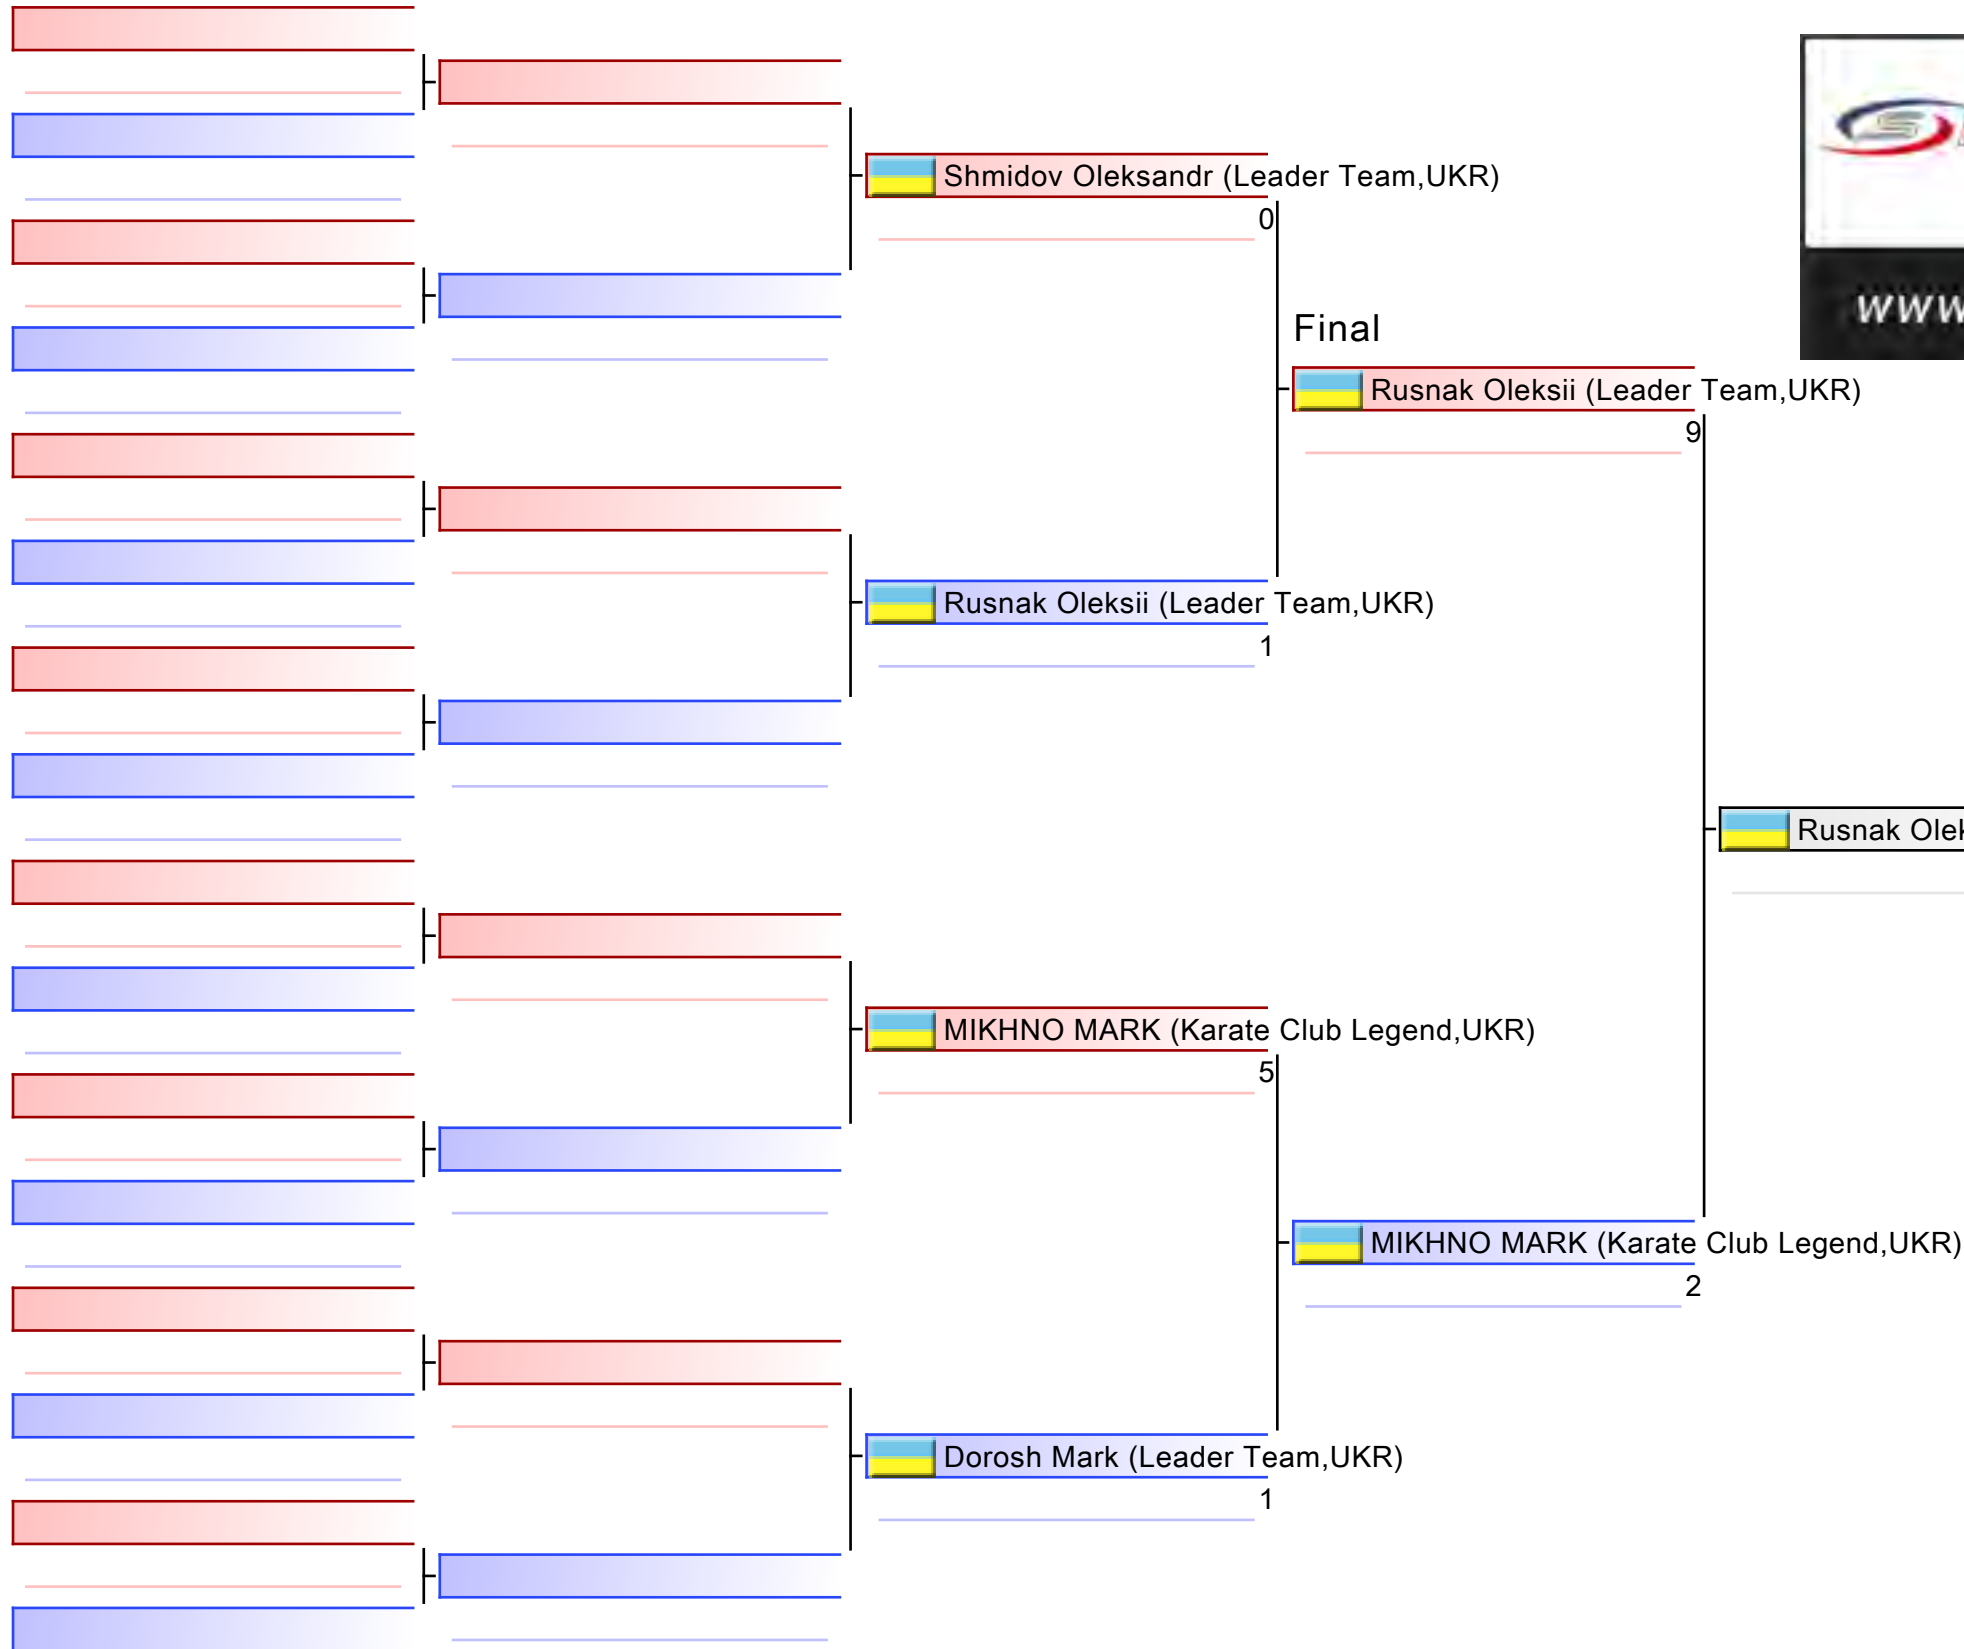 Shmidov Oleksandr (Leader Team,UKR)
0
Final
www
Rusnak Oleksii (Leader Team,UKR)
9
Rusnak Oleksii (Leader Team,UKR)
1
Rusnak
MIKHNO MARK (Karate Club Legend,UKR)
5
MIKHNO MARK (Karate Club Legend,UKR)
2
Dorosh Mark (Leader Team,UKR)
1